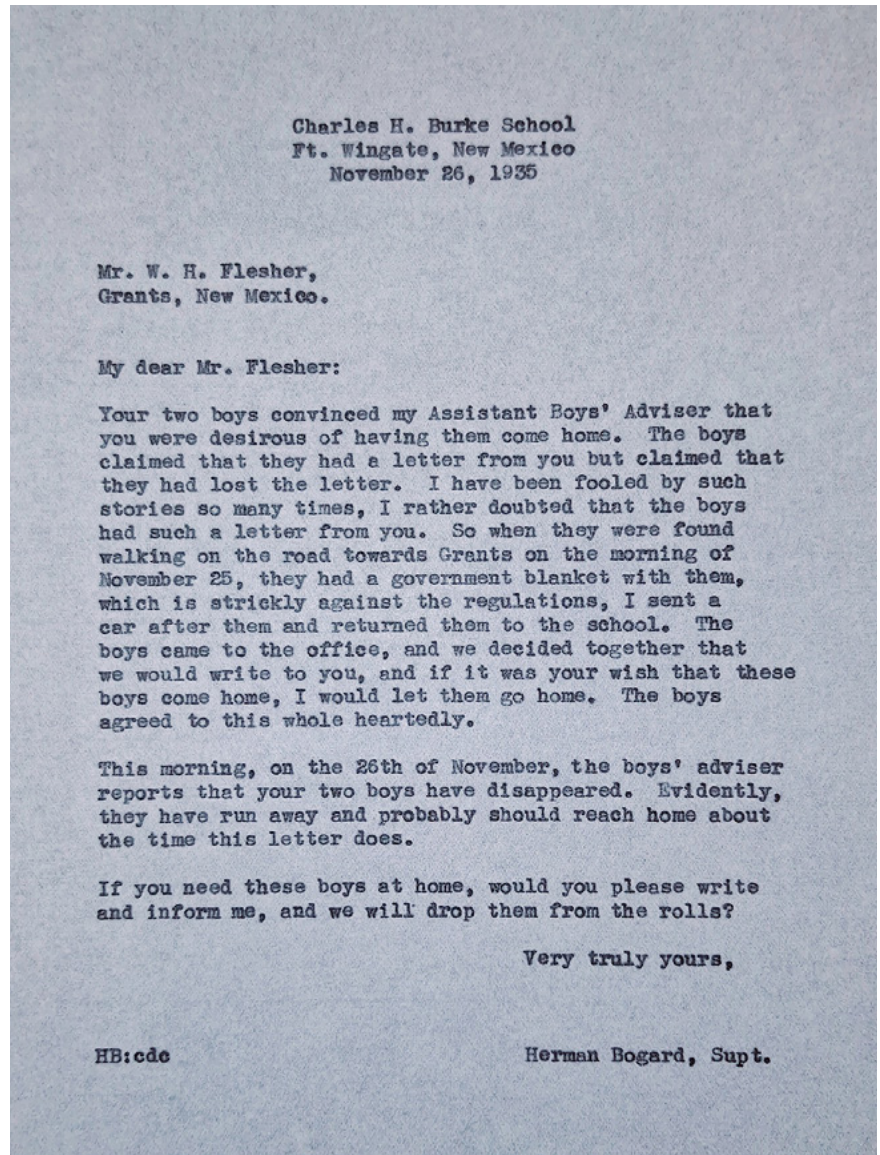 Charles H. Burke School
Ft. Wingate, New Mexico
November 26, 1935
Mr. W. H. Flesher,
Grants, New Mexico.
My dear Mr. Flesher:
Your two boys convinced my Assistant Boys' Adviser that
you were desirous of having them come home.  The boys
claimed that they had a letter from you but claimed that
they had lost the letter.  I have been fooled by such
stories so many times, I rather doubted that the boys
had such a letter from you.  So when they were found
walking on the road towards Grants on the morning of
November 25, they had a government blanket with them,
which is strickly against the regulations, I sent a
car after them and returned them to the school.  The
boys came to the office, and we decided together that
we would write to you, and if it was your wish that these
boys come home, I would let them go home.  The boys
agreed to this whole heartedly.
This morning, on the 26th of November, the boys' adviser
reports that your two boys have disappeared.  Evidently,
they have run away and probably should reach home about
the time this letter does.
If you need these boys at home, would you please write
and inform me, and we will drop them from the rolls?
Very truly yours,
HB:cdc
Herman Bogard, Supt.